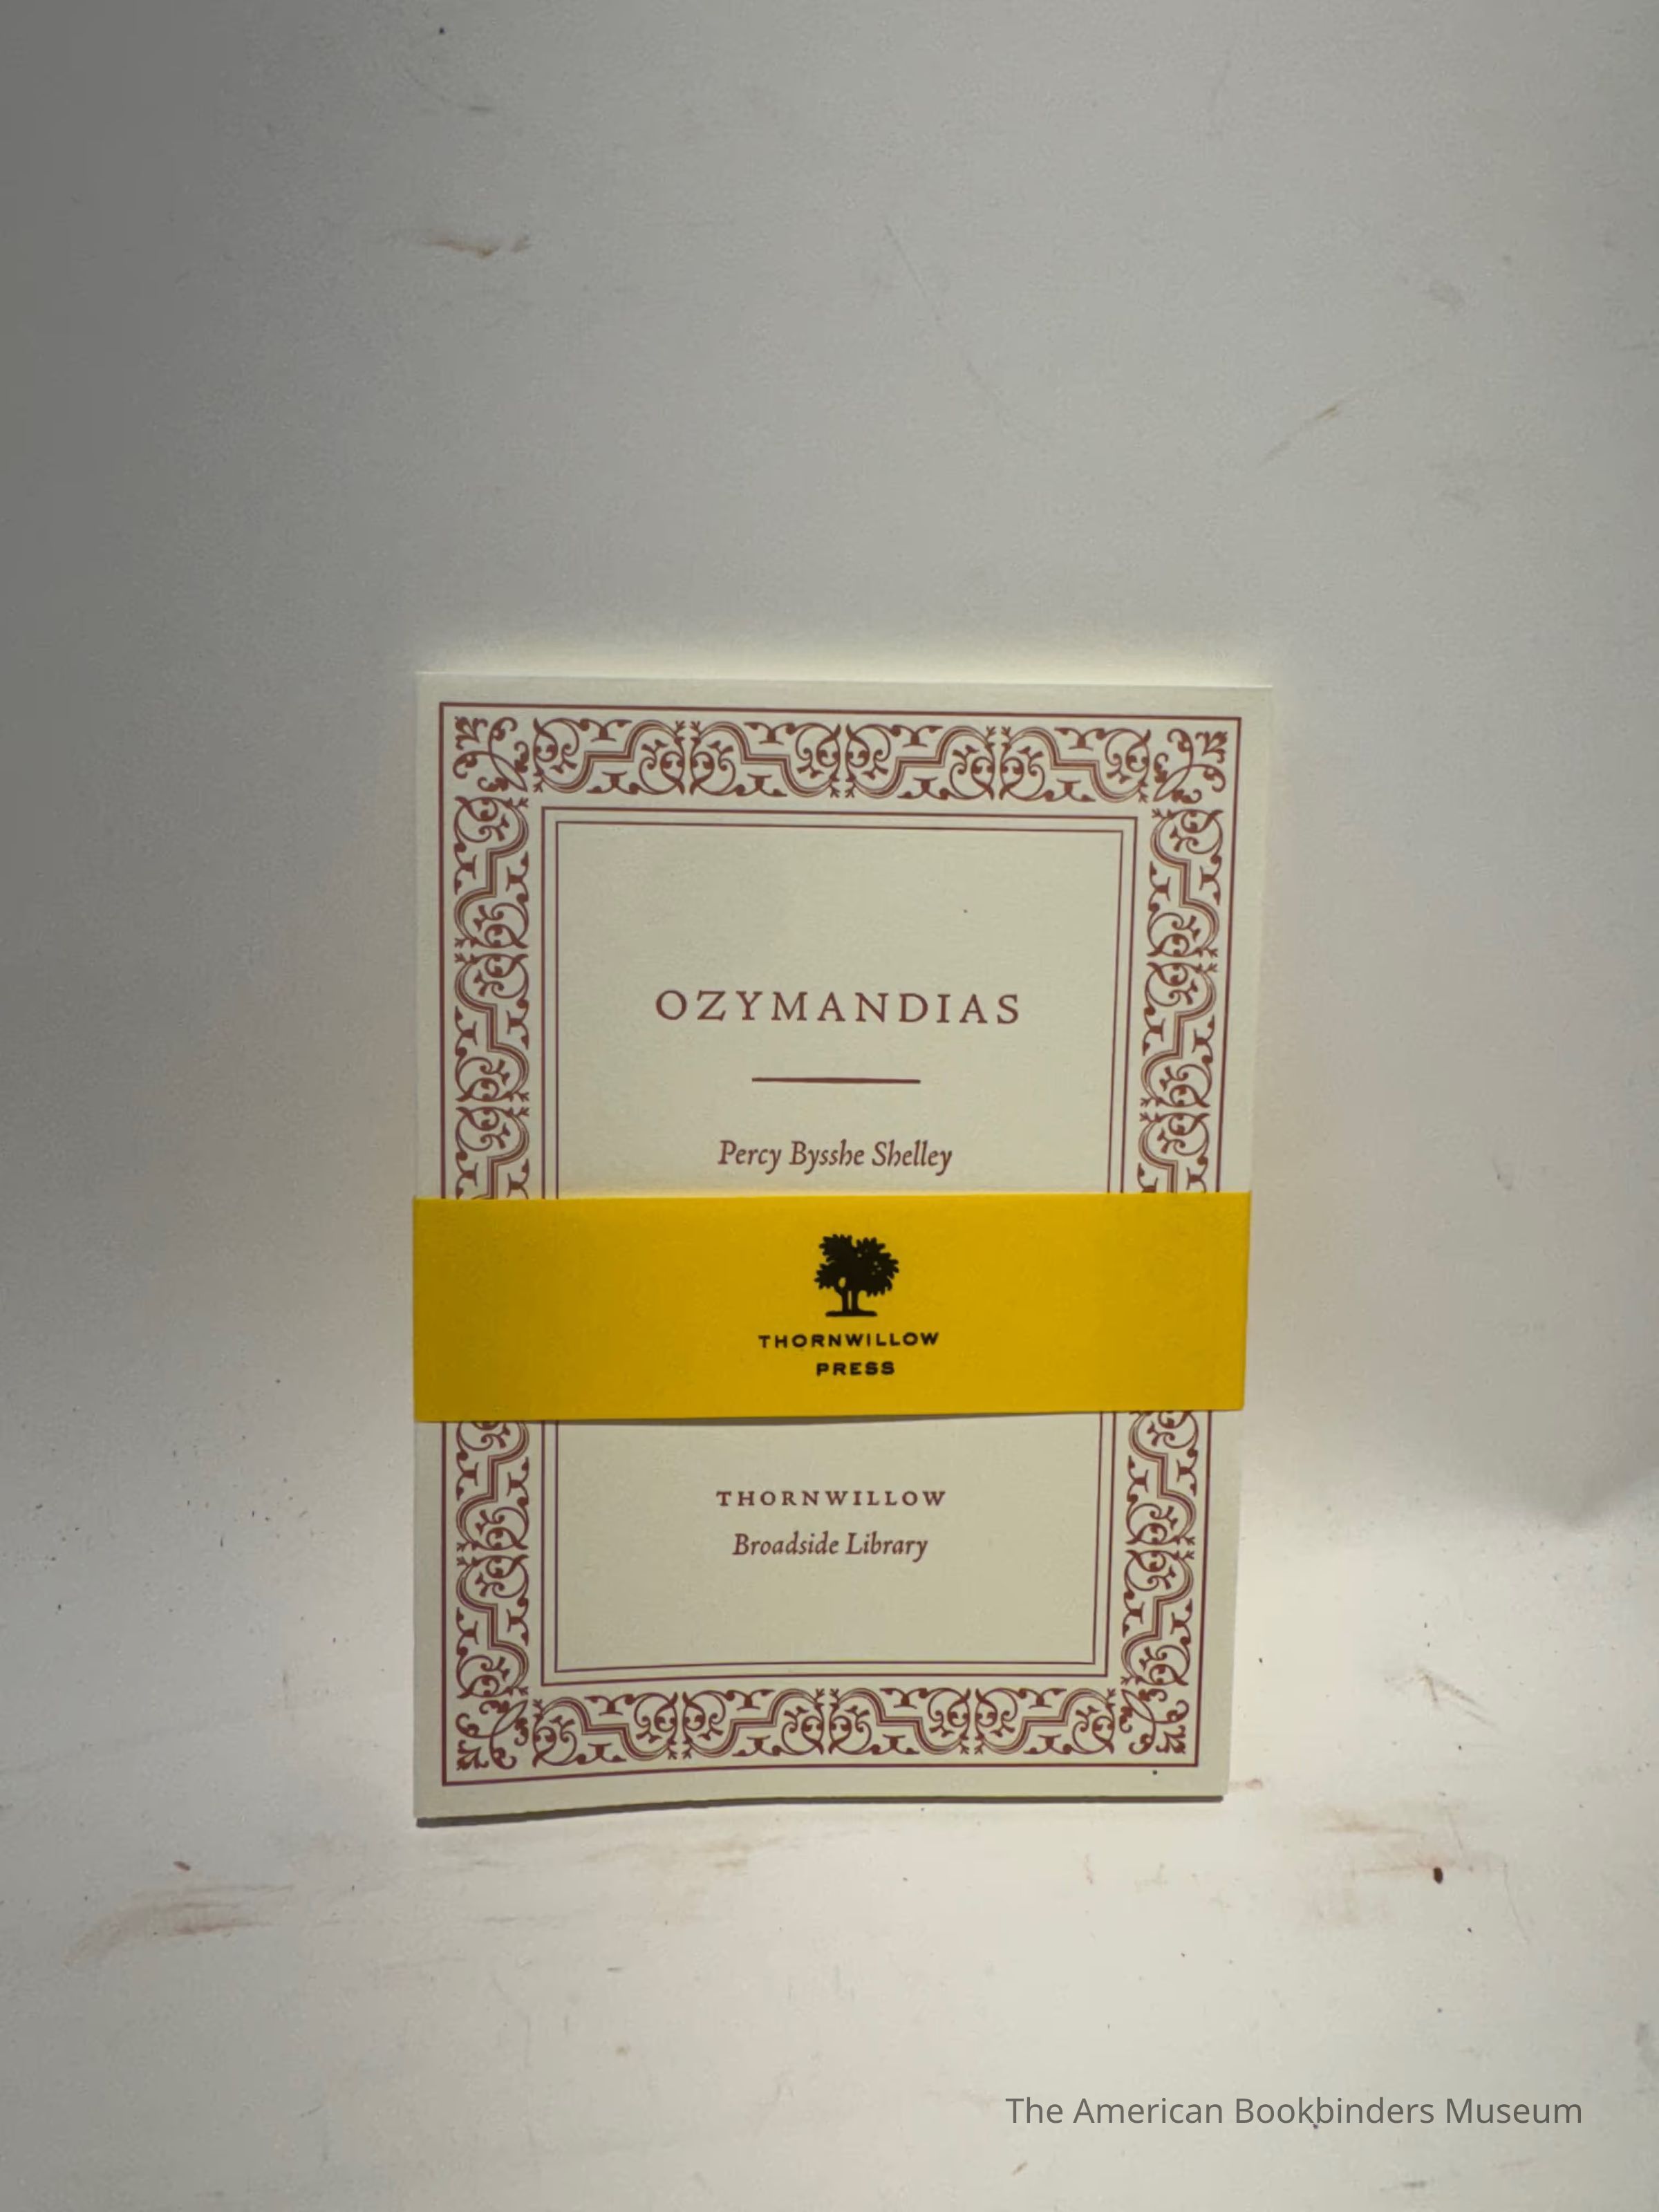 OZYMANDIAS
Percy Bysshe Shelley
THORNWILLOW
PRESS
THORNWILLOW
Broadside Library
The American Bookbinders Museum